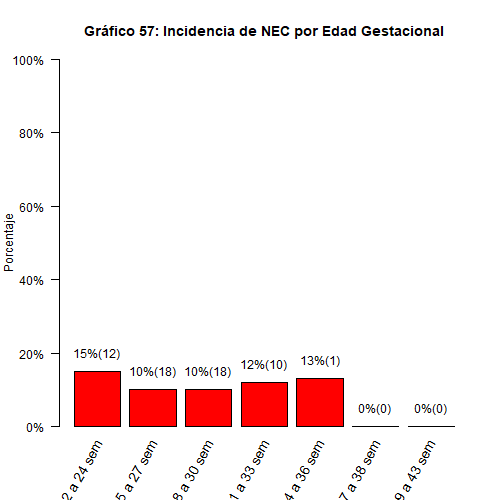 Gráfico 57: Incidencia de NEC por Edad Gestacional
Porcentaje
100%
80%
60%
40%
20%
0%
15%(12)
10%(18)
10%(18)
12%(10)
13%(1)
0%(0)
0%(0)
2 a 24 sem
5 a 27 sem
8 a 30 sem
1 a 33 sem
4 a 36 sem
7 a 38 sem
9 a 43 sem